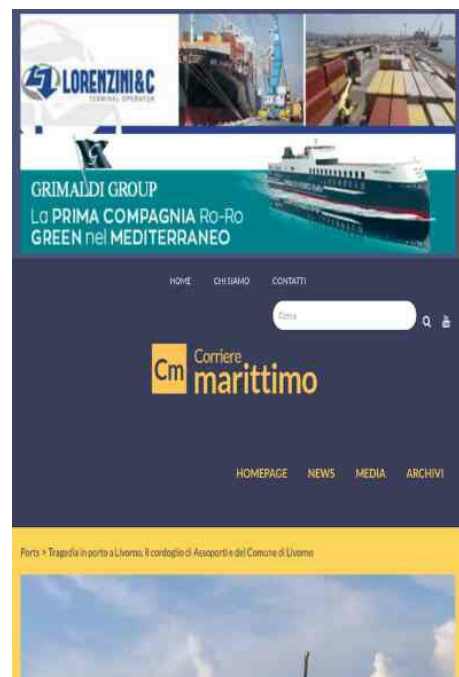 LORENZINI&C
TERMINAL OPERATOR
GRIMALDI GROUP
La PRIMA COMPAGNIA Ro-Ro
GREEN nel MEDITERRANEO
HOME CHI SIAMO CONTATTI
Cerca
Cm Corriere
marittimo
HOMEPAGE NEWS MEDIA ARCHIVI
Ports > Tragedia in porto a Livorno, il cordoglio di Assoporti e del Comune di Livorno